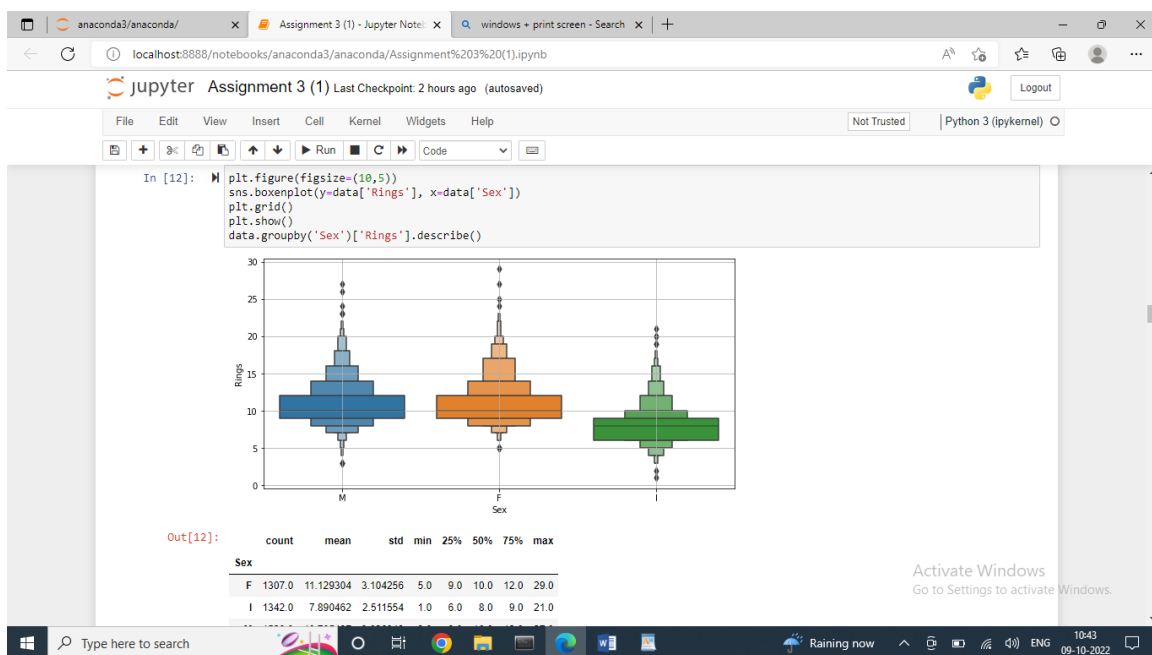 anaconda3/anaconda/ Assignment 3 (1) - Jupyter Note windows + print screen - Search
localhost:8888/notebooks/anaconda3/anaconda/Assignment%203%20(1).ipynb
jupyter Assignment 3 (1) Last Checkpoint: 2 hours ago (autosaved) Logout
File Edit View Insert Cell Kernel Widgets Help Not Trusted Python 3 (ipykernel)
Run Code
In [12]: plt.figure(figsize=(10,5))
sns.boxenplot(y=data['Rings'], x=data['Sex'])
plt.grid()
plt.show()
data.groupby('Sex')['Rings'].describe()
30
25
20
15
10
5
0
Rings
M F I
Sex
Out[12]:
count mean std min 25% 50% 75% max
Sex
F 1307.0 11.129304 3.104256 5.0 9.0 10.0 12.0 29.0
I 1342.0 7.890462 2.511554 1.0 6.0 8.0 9.0 21.0
Activate Windows
Go to Settings to activate Windows.
Type here to search Raining now ENG 10:43
09-10-2022